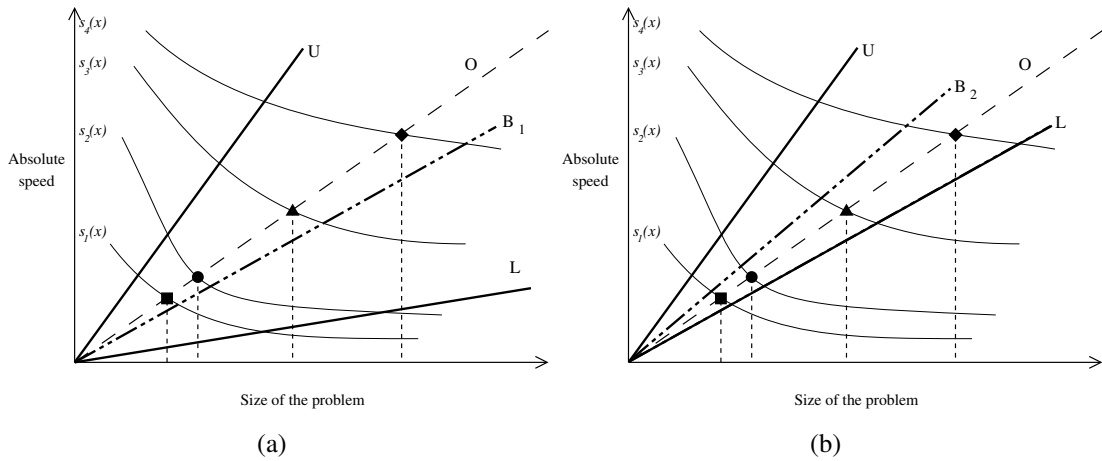 s4(x)
U
O
s3(x)
B1
s2(x)
Absolute
speed
s1(x)
L
Size of the problem
(a)
s4(x)
U
O
s3(x)
B2
L
s2(x)
Absolute
speed
s1(x)
Size of the problem
(b)